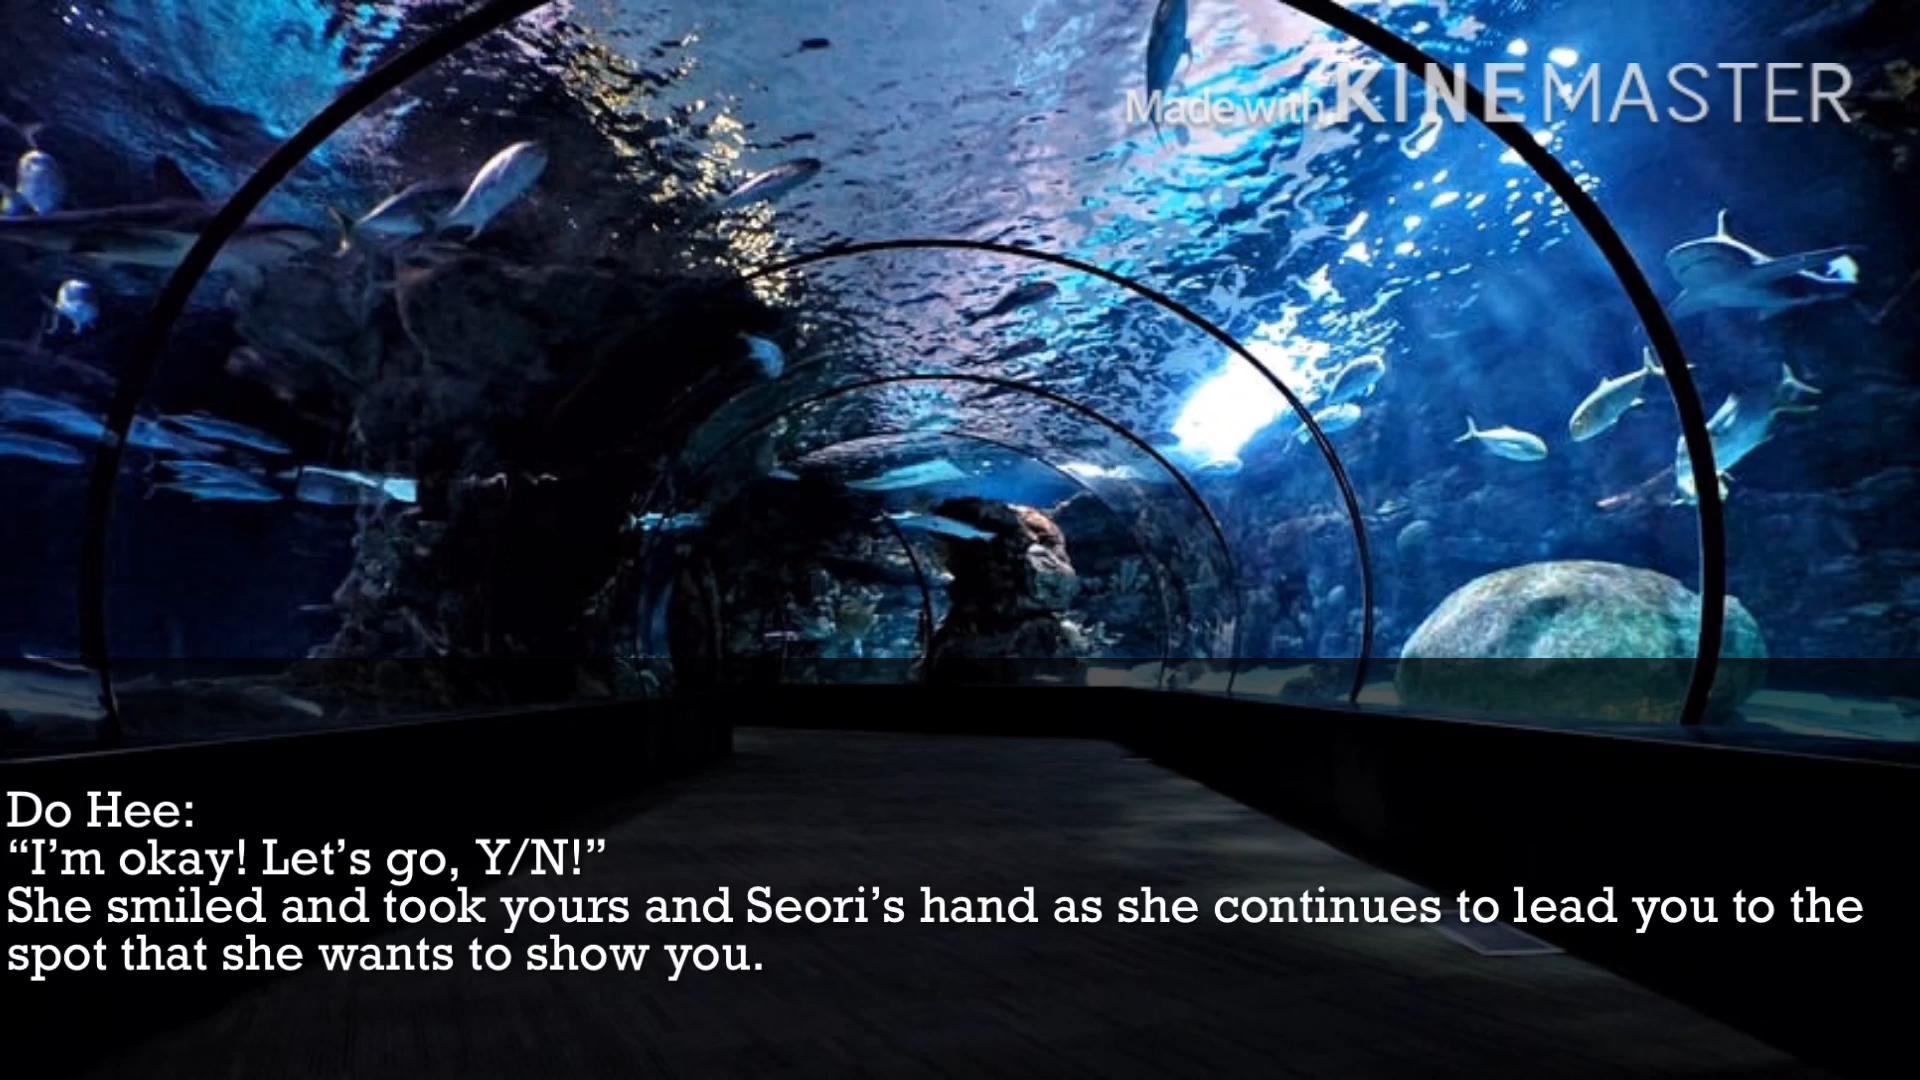 Made with KINEMASTER
Do Hee:
“I’m okay! Let’s go, Y/N!”
She smiled and took yours and Seori’s hand as she continues to lead you to the
spot that she wants to show you.